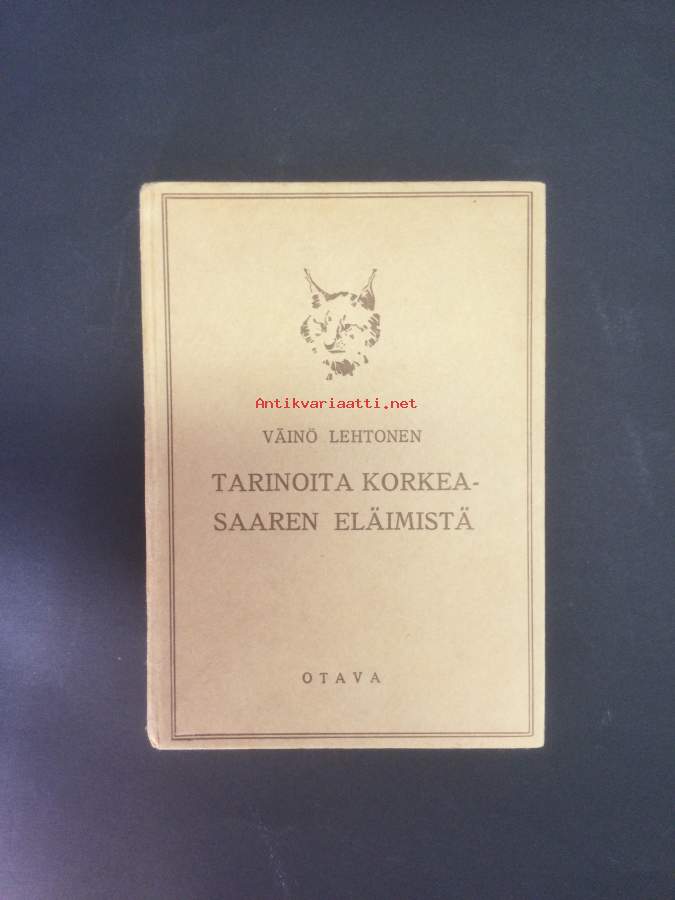 Antikvariaatti.net
VÄINÖ LEHTONEN
TARINOITA KORKEA-
SAAREN ELÄIMISTÄ
OTAVA